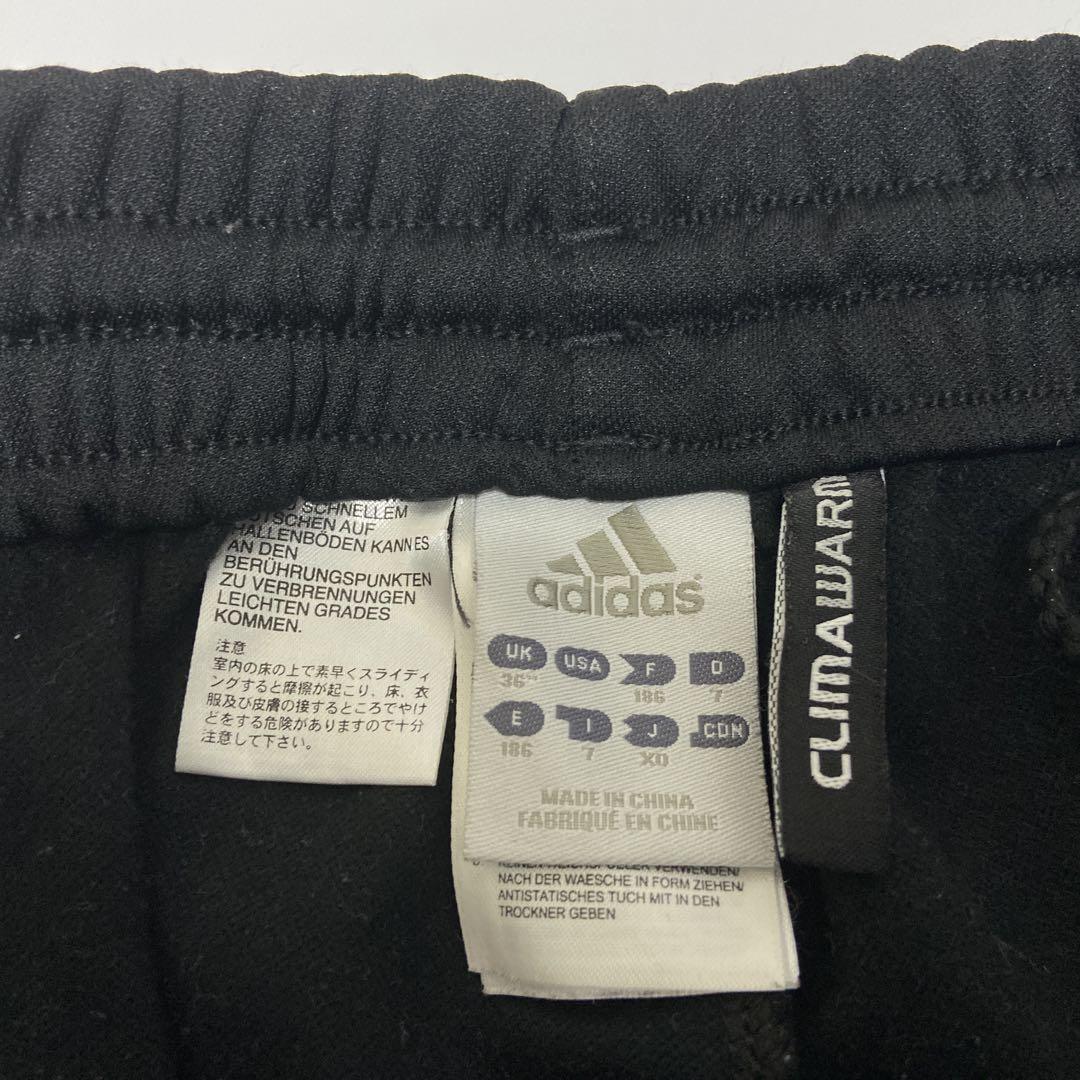 SCHNELLEM
AUF
HALLENBÖDEN KANN ES
AN DEN
BERÜHRUNGSPUNKTEN
ZU VERBRENNUNGEN
LEICHTEN GRADES
KOMMEN.
注意
室内の床の上で素早くスライディ
ングすると摩擦が起こり、床、衣
服及び皮膚の接するところでやけ
どをする危険がありますので十分
注意して下さい。
adidas
UK USA F D
36" 186 7
E I J CDN
186 7 XO
MADE IN CHINA
FABRIQUÉ EN CHINE
VERWENDEN/
NACH DER WAESCHE IN FORM ZIEHEN/
ANTISTATISCHES TUCH MIT IN DEN
TROCKNER GEBEN
CLIMAWARM